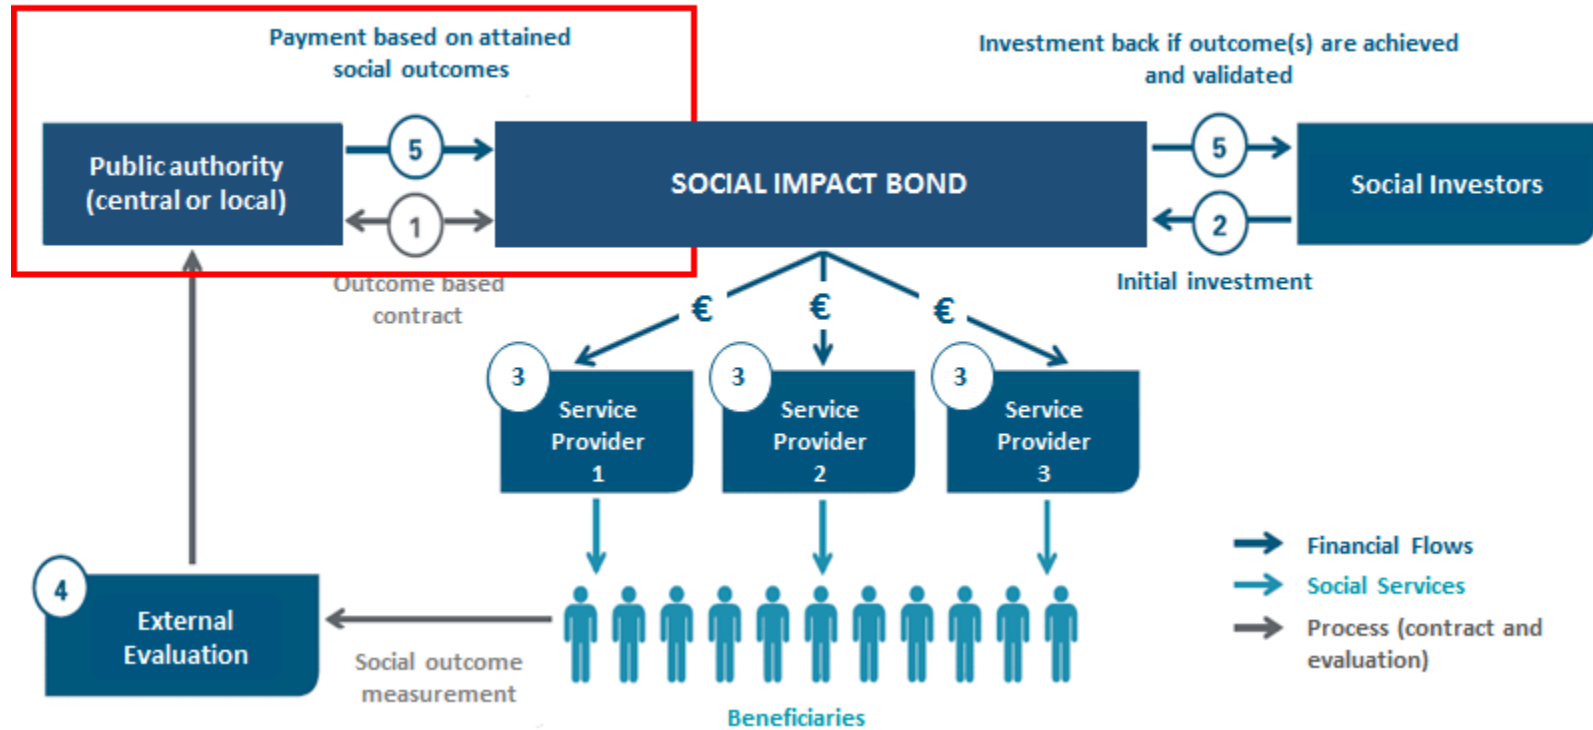 Payment based on attained
social outcomes
Investment back if outcome(s) are achieved
and validated
Public authority
(central or local)
5
1
SOCIAL IMPACT BOND
5
2
Social Investors
Outcome based
contract
Initial investment
€
€
€
3
Service
Provider
1
3
Service
Provider
2
3
Service
Provider
3
4
External
Evaluation
Social outcome
measurement
Beneficiaries
Financial Flows
Social Services
Process (contract and
evaluation)